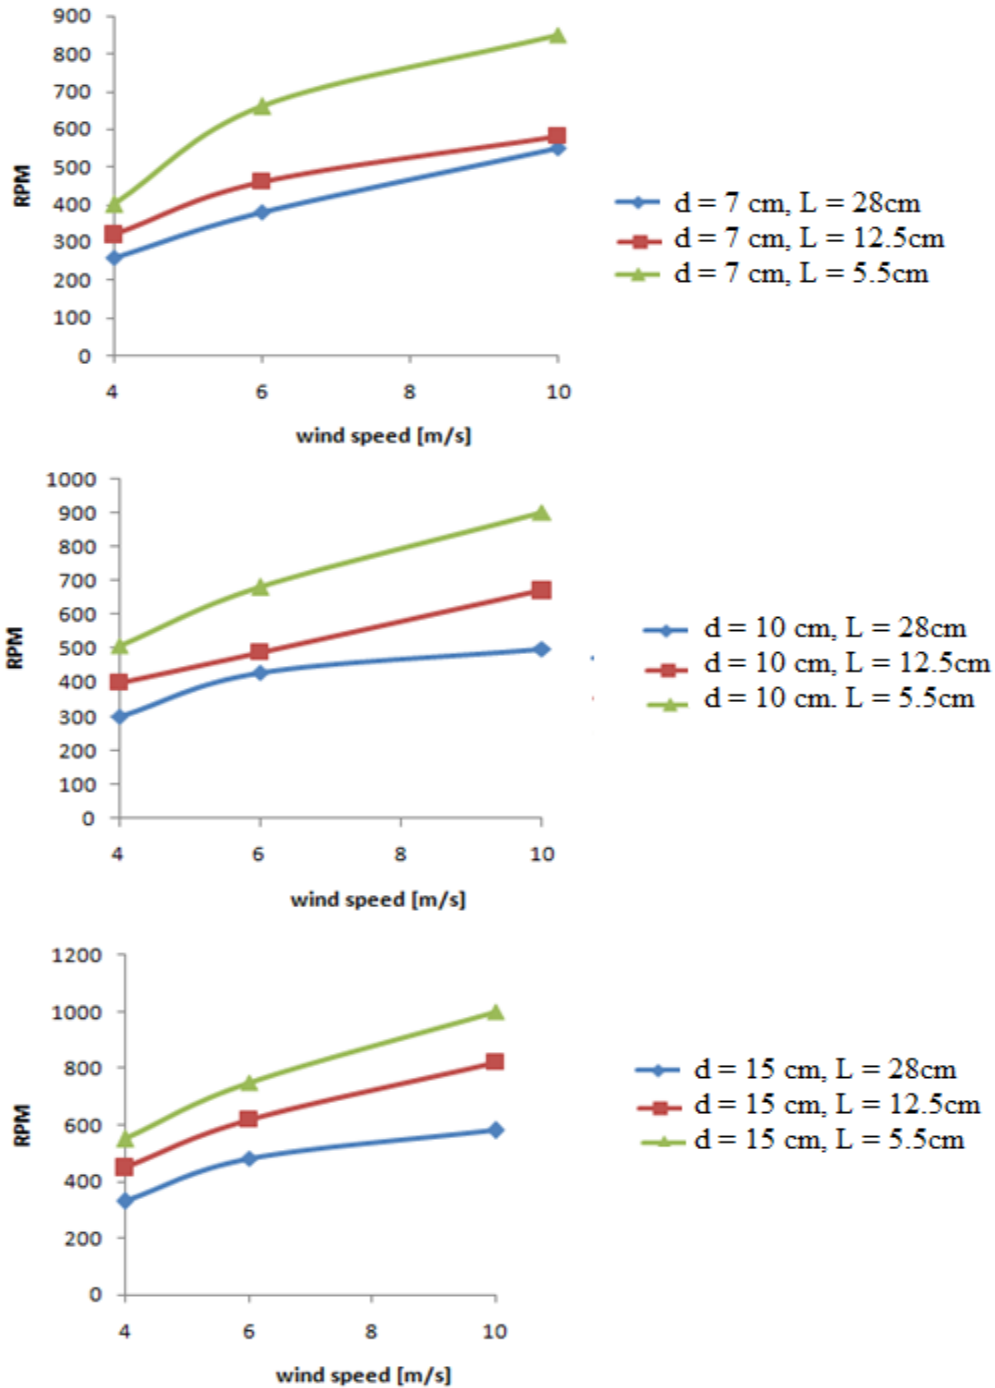 900
800
700
600
500
400
300
200
100
0
RPM
4 6 8 10
wind speed [m/s]
d = 7 cm, L = 28cm
d = 7 cm, L = 12.5cm
d = 7 cm, L = 5.5cm
1000
900
800
700
600
500
400
300
200
100
0
RPM
4 6 8 10
wind speed [m/s]
d = 10 cm, L = 28cm
d = 10 cm, L = 12.5cm
d = 10 cm. L = 5.5cm
1200
1000
800
600
400
200
0
RPM
4 6 8 10
wind speed [m/s]
d = 15 cm, L = 28cm
d = 15 cm, L = 12.5cm
d = 15 cm, L = 5.5cm